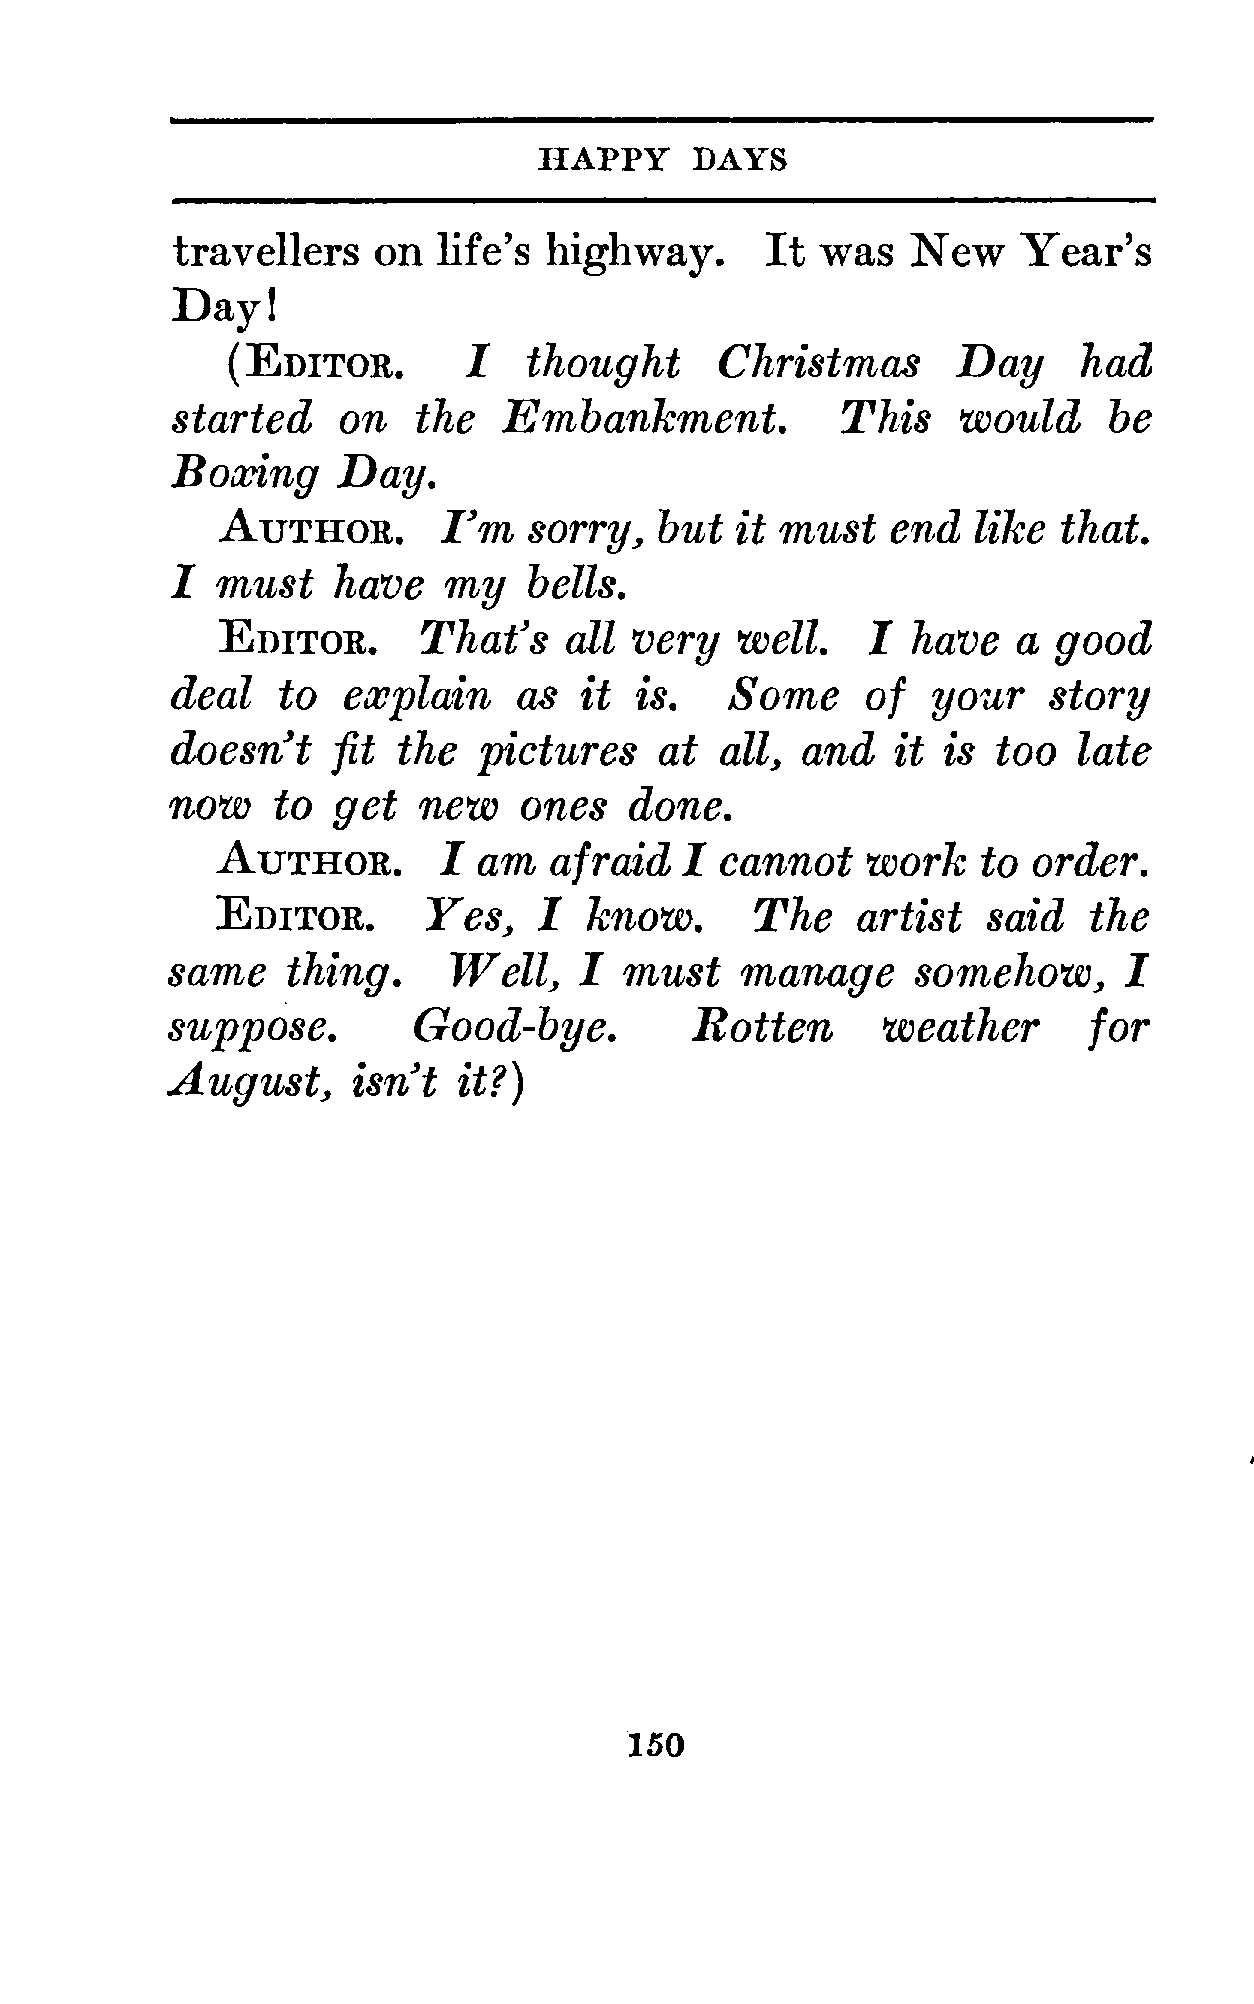 HAPPY DAYS
travellers on life's highway. It was New Year's
Day!
(EDITOR. I thought Christmas Day had
started on the Embankment. This would be
Boxing Day.
AUTHOR. I'm sorry, but it must end like that.
I must have my bells.
EDITOR. That's all very well. I have a good
deal to explain as it is. Some of your story
doesn't fit the pictures at all, and it is too late
now to get new ones done.
AUTHOR. I am afraid I cannot work to order.
EDITOR. Yes, I know. The artist said the
same thing. Well, I must manage somehow, I
suppose. Good-bye. Rotten weather for
August, isn't it?)
150